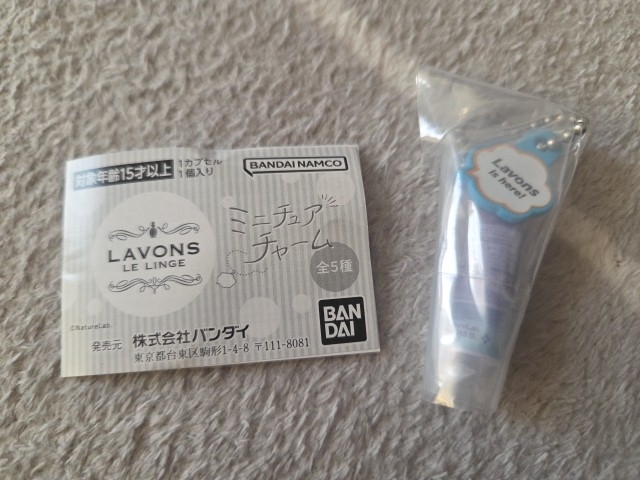 対象年齢15才以上
1カプセル
1個入り
BANDAI NAMCO
LAVONS
LE LINGE
ミニチュア
チャーム
全5種
©NatureLab.
発売元 株式会社バンダイ
東京都台東区駒形1-4-8 〒111-8081
BAN
DAI
Lavons
is here!